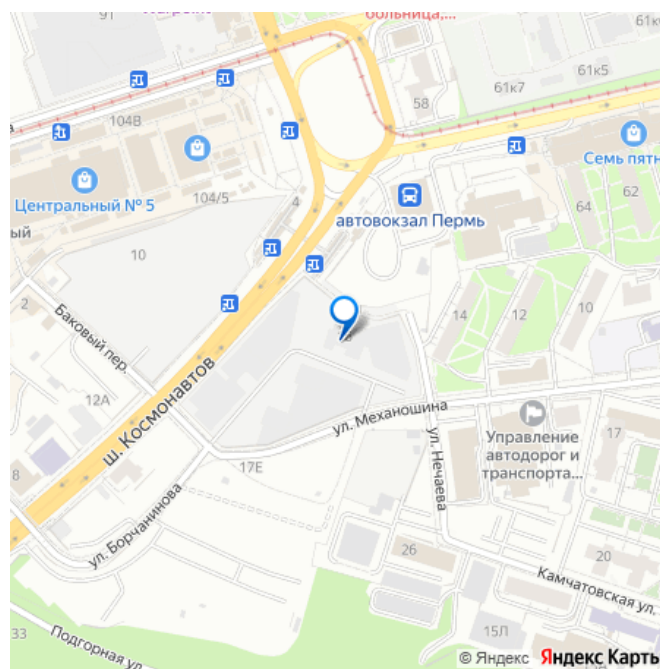 91
больница,...
61к5
61к7
58
104В
Центральный № 5
104/5
4
Семь пятн
62
64
автовокзал Пермь
ный
10
2
Баковый пер.
14
12
10
12А
ш. Космонавтов
ул. Механошина
Управление
автодорог и
транспорта...
17
ул. Нечаева
8
17Е
ул. Борчанинова
26
20
Камчатовская ул.
33
Подгорная ул.
15Л
© Яндекс Яндекс Карты